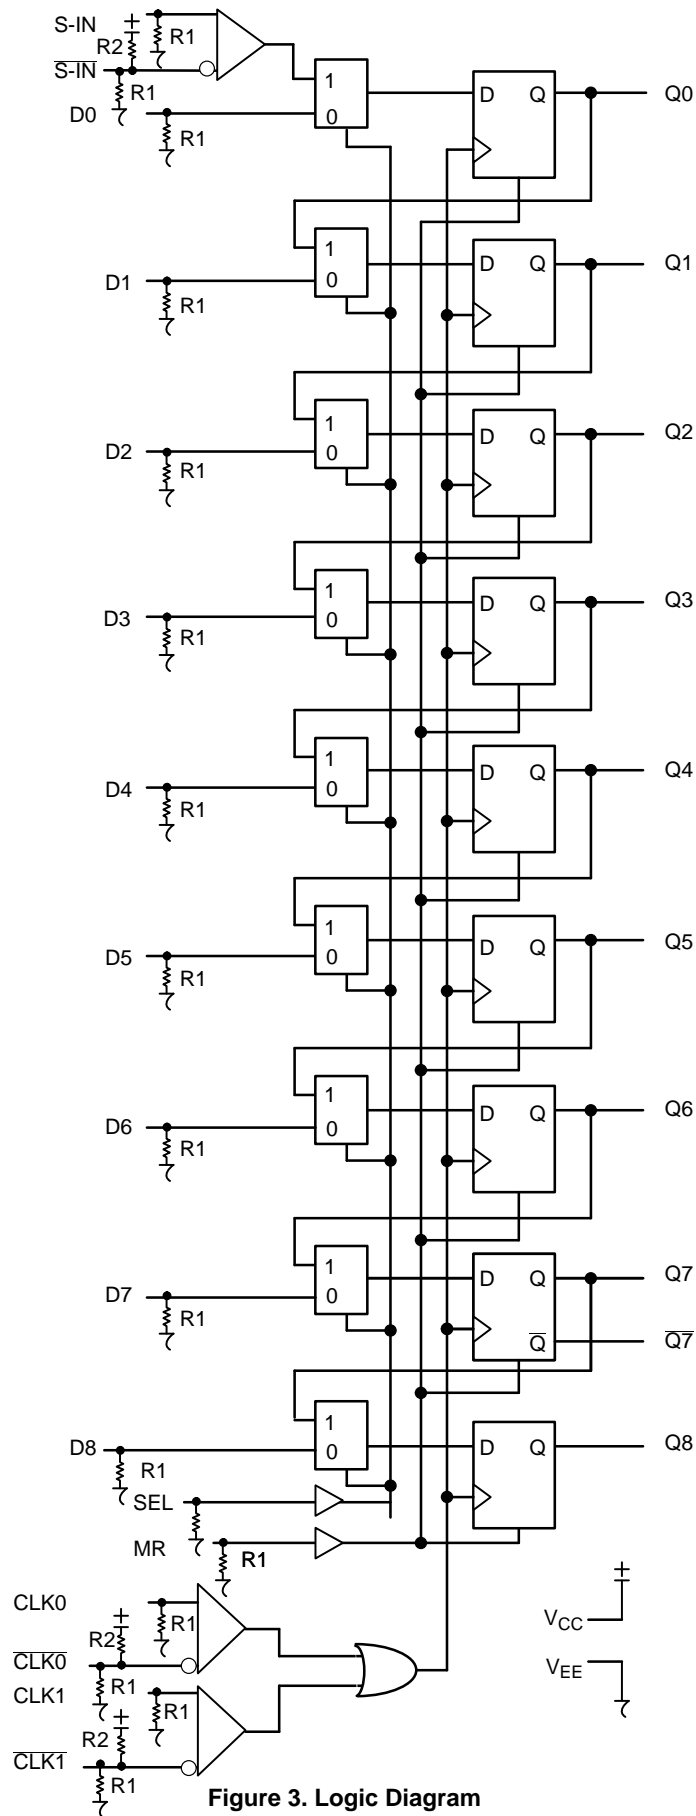 S-IN
R2 R1
S-IN
R1
1
D0
0
R1
D Q Q0
1
D1 0
R1
D Q Q1
1
D2 0
R1
D Q Q2
1
D3 0
R1
D Q Q3
1
D4 0
R1
D Q Q4
1
D5 0
R1
D Q Q5
1
D6 0
R1
D Q Q6
1
D7 0
R1
D Q Q7
Q Q7
1
D8 0
R1
D Q Q8
SEL
MR R1
CLK0
R1
R2
CLK0
R1
CLK1
R1
R2
CLK1
R1
VCC
VEE
Figure 3. Logic Diagram